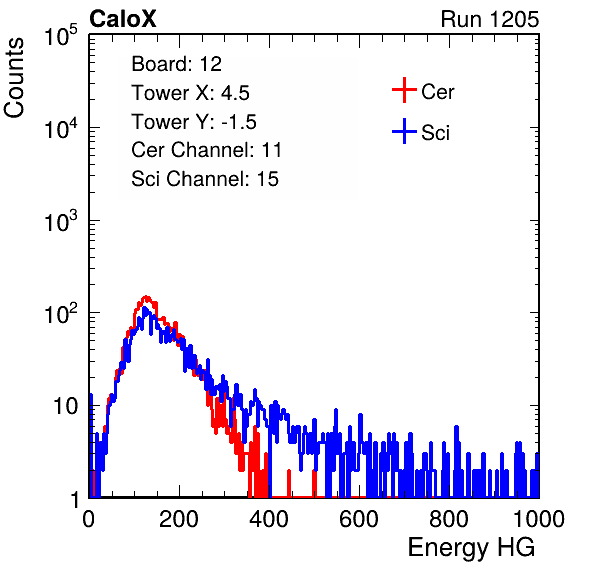 CaloX
Run 1205
Counts
10^5
10^4
10^3
10^2
10
1
Board: 12
Tower X: 4.5
Tower Y: -1.5
Cer Channel: 11
Sci Channel: 15
Cer
Sci
0 200 400 600 800 1000
Energy HG